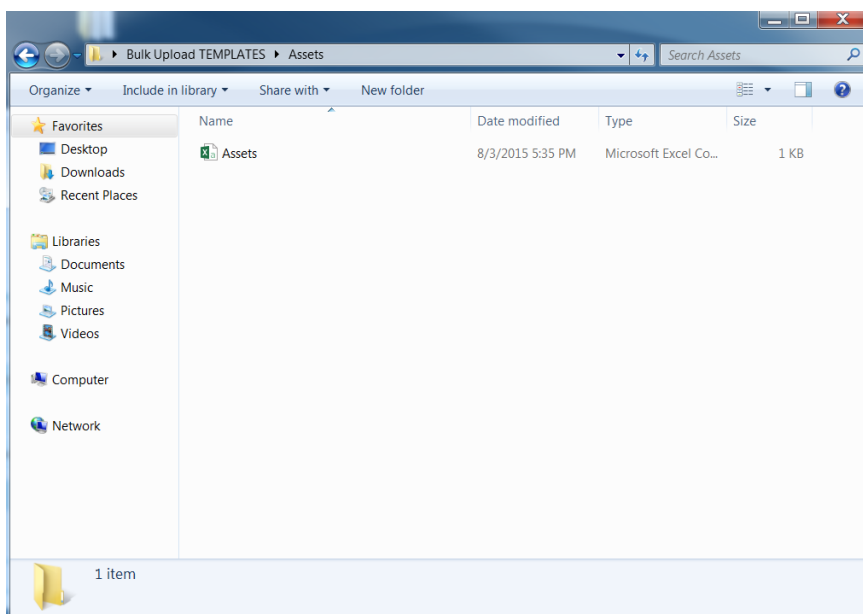 Bulk Upload TEMPLATES Assets Search Assets
Organize Include in library Share with New folder
Name Date modified Type Size
Assets 8/3/2015 5:35 PM Microsoft Excel Co... 1 KB
Favorites
Desktop
Downloads
Recent Places
Libraries
Documents
Music
Pictures
Videos
Computer
Network
1 item